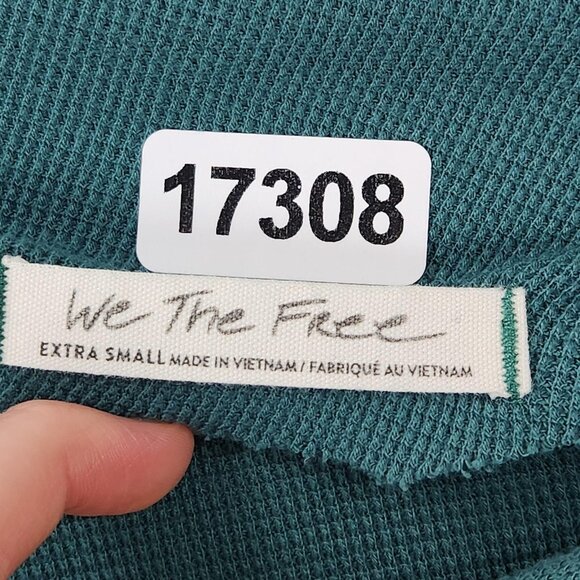 17308
We The Free
EXTRA SMALL MADE IN VIETNAM / FABRIQUÉ AU VIETNAM